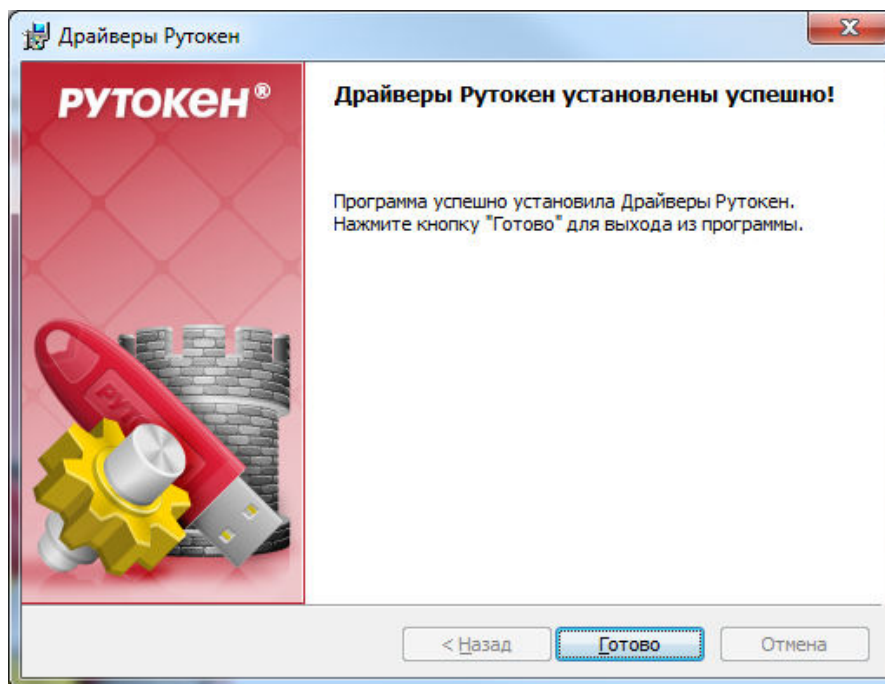 Драйверы Рутокен
РУТОКЕН®
Драйверы Рутокен установлены успешно!
Программа успешно установила Драйверы Рутокен.
Нажмите кнопку "Готово" для выхода из программы.
< Назад
Готово
Отмена